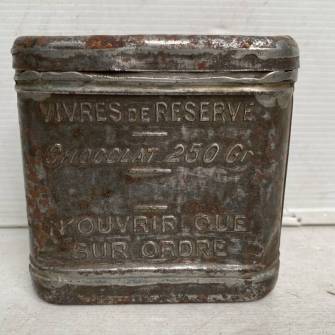 VIVRES DE RESERVE
CHOCOLAT 250 Gr
N'OUVRIR QUE
SUR ORDRE